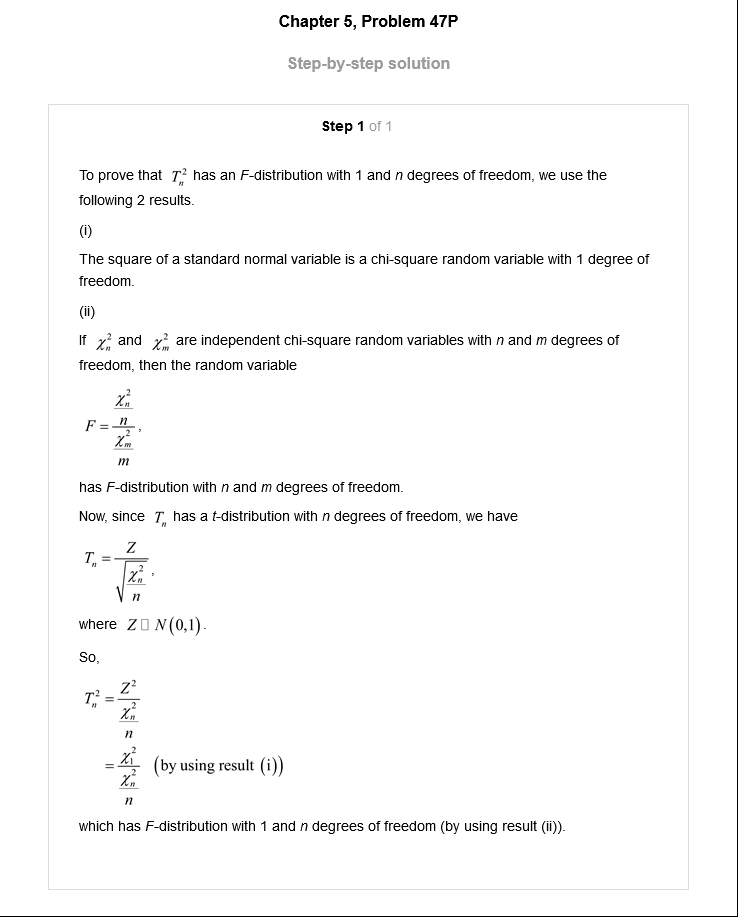 Chapter 5, Problem 47P
Step-by-step solution
Step 1 of 1
To prove that $T_n^2$ has an F-distribution with 1 and n degrees of freedom, we use the
following 2 results.
(i)
The square of a standard normal variable is a chi-square random variable with 1 degree of
freedom.
(ii)
If $\chi_n^2$ and $\chi_m^2$ are independent chi-square random variables with n and m degrees of
freedom, then the random variable
$F = \frac{\frac{\chi_n^2}{n}}{\frac{\chi_m^2}{m}},$
has F-distribution with n and m degrees of freedom.
Now, since $T_n$ has a t-distribution with n degrees of freedom, we have
$T_n = \frac{Z}{\sqrt{\frac{\chi_n^2}{n}}},$
where Z▯ N(0,1).
So,
$T_n^2 = \frac{Z^2}{\frac{\chi_n^2}{n}}$
$= \frac{\chi_1^2}{\frac{\chi_n^2}{n}}$ (by using result (i))
which has F-distribution with 1 and n degrees of freedom (by using result (ii)).